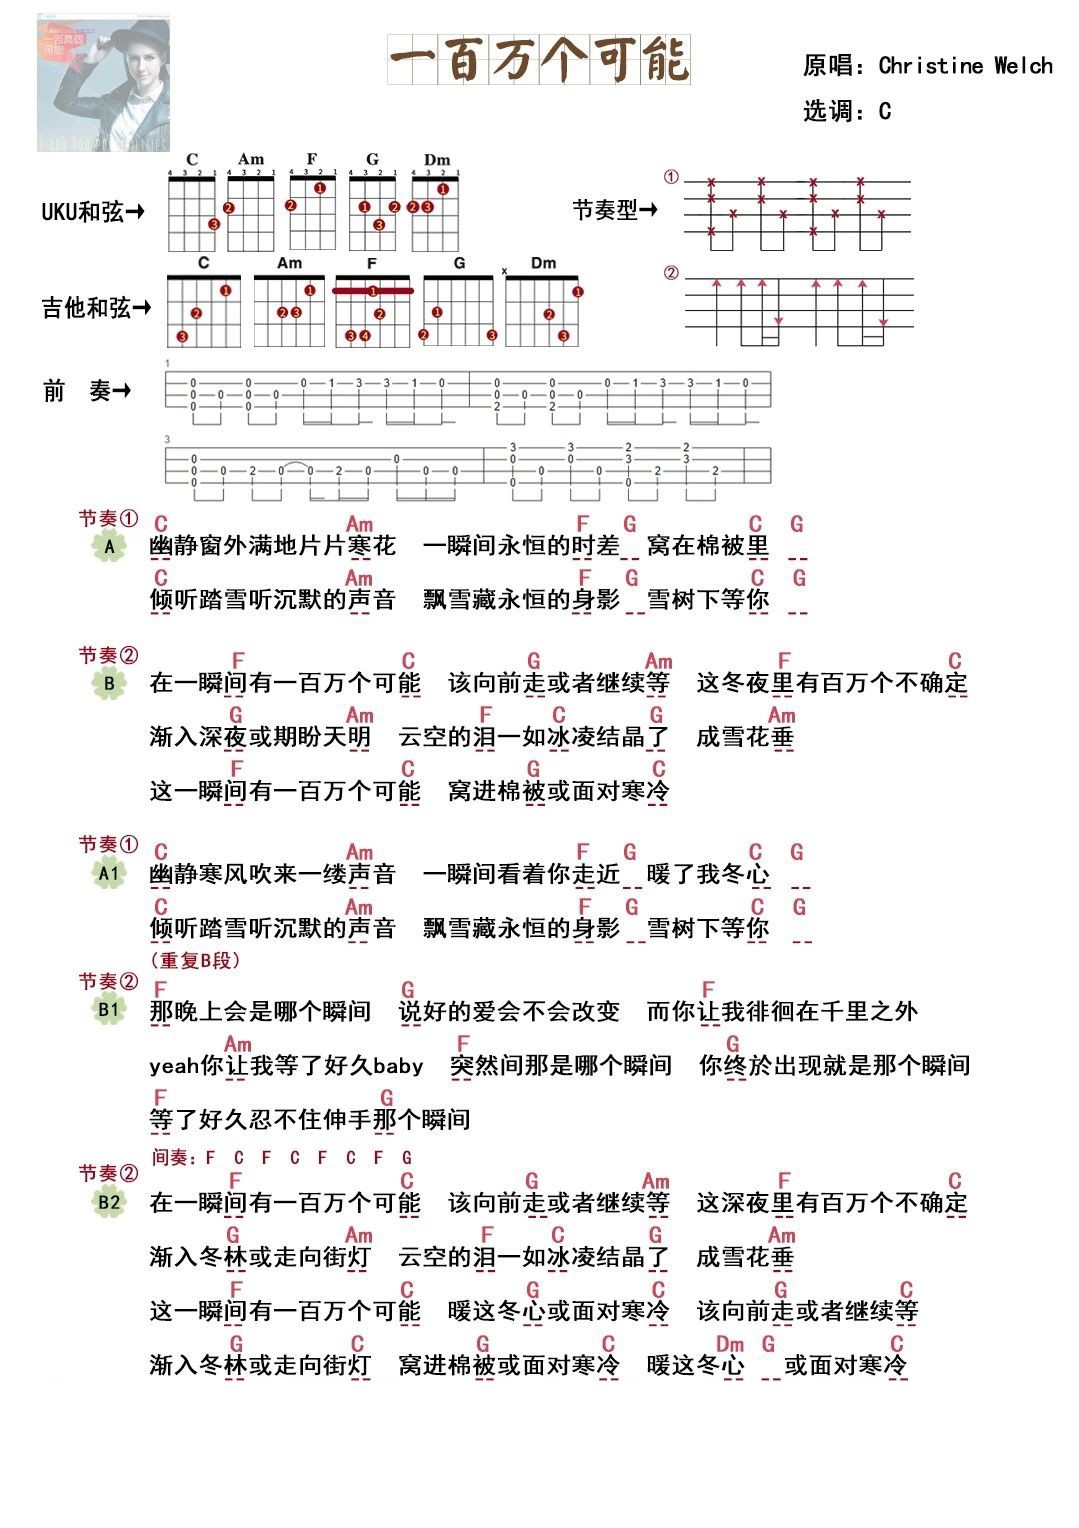 一百万个可能
原唱：Christine Welch
选调：C
C Am F G Dm
4 3 2 1 4 3 2 1 4 3 2 1 4 3 2 1 4 3 2 1
UKU和弦→
节奏型→
①
②
C Am F G Dm
吉他和弦→
前 奏→
节奏①
C Am F G C G
A 幽静窗外满地片片寒花 一瞬间永恒的时差 窝在棉被里
C Am F G C G
倾听踏雪听沉默的声音 飘雪藏永恒的身影 雪树下等你
节奏②
F C G Am F C
B 在一瞬间有一百万个可能 该向前走或者继续等 这冬夜里有百万个不确定
G Am F C G Am
渐入深夜或期盼天明 云空的泪一如冰凌结晶了 成雪花垂
F C G C
这一瞬间有一百万个可能 窝进棉被或面对寒冷
节奏①
C Am F G C G
A1 幽静寒风吹来一缕声音 一瞬间看着你走近 暖了我冬心
C Am F G C G
倾听踏雪听沉默的声音 飘雪藏永恒的身影 雪树下等你
(重复B段)
节奏②
F G F
B1 那晚上会是哪个瞬间 说好的爱会不会改变 而你让我徘徊在千里之外
Am F G
yeah你让我等了好久baby 突然间那是哪个瞬间 你终於出现就是那个瞬间
F G
等了好久忍不住伸手那个瞬间
间奏：F C F C F C F G
节奏②
F C G Am F C
B2 在一瞬间有一百万个可能 该向前走或者继续等 这深夜里有百万个不确定
G Am F C G Am
渐入冬林或走向街灯 云空的泪一如冰凌结晶了 成雪花垂
F C G C G C
这一瞬间有一百万个可能 暖这冬心或面对寒冷 该向前走或者继续等
G C G C Dm G C
渐入冬林或走向街灯 窝进棉被或面对寒冷 暖这冬心 或面对寒冷